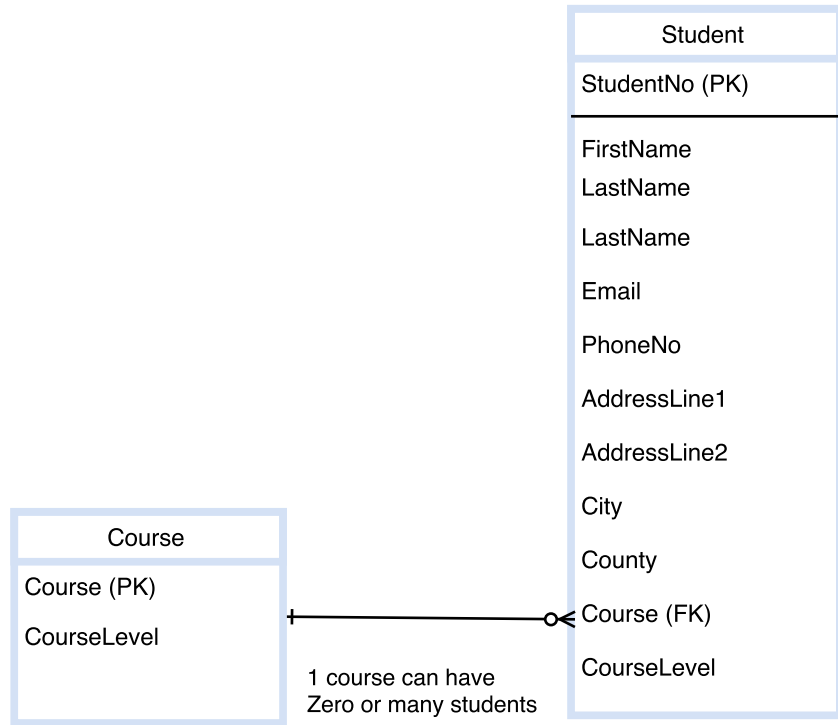 Student
StudentNo (PK)
FirstName
LastName
LastName
Email
PhoneNo
AddressLine1
AddressLine2
City
County
Course (FK)
CourseLevel
Course
Course (PK)
CourseLevel
1 course can have
Zero or many students